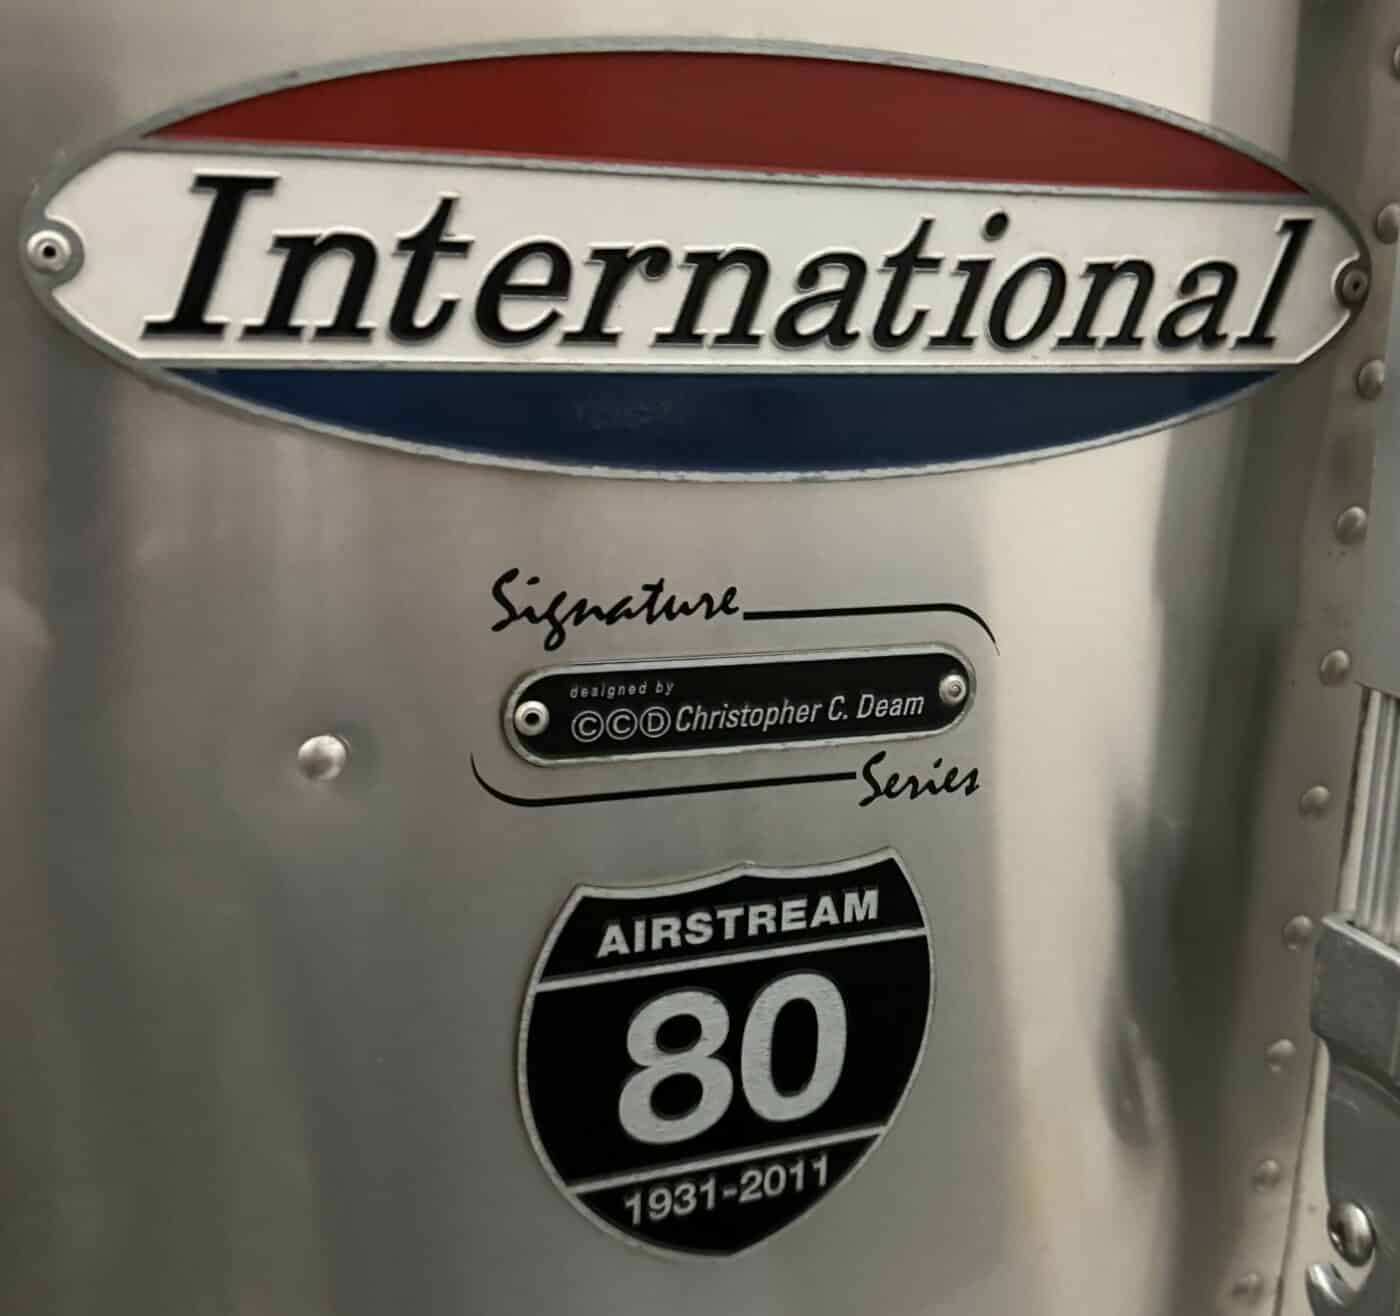 International
Signature
designed by
ⒸⒸⒹ Christopher C. Deam
Series
AIRSTREAM
80
1931-2011